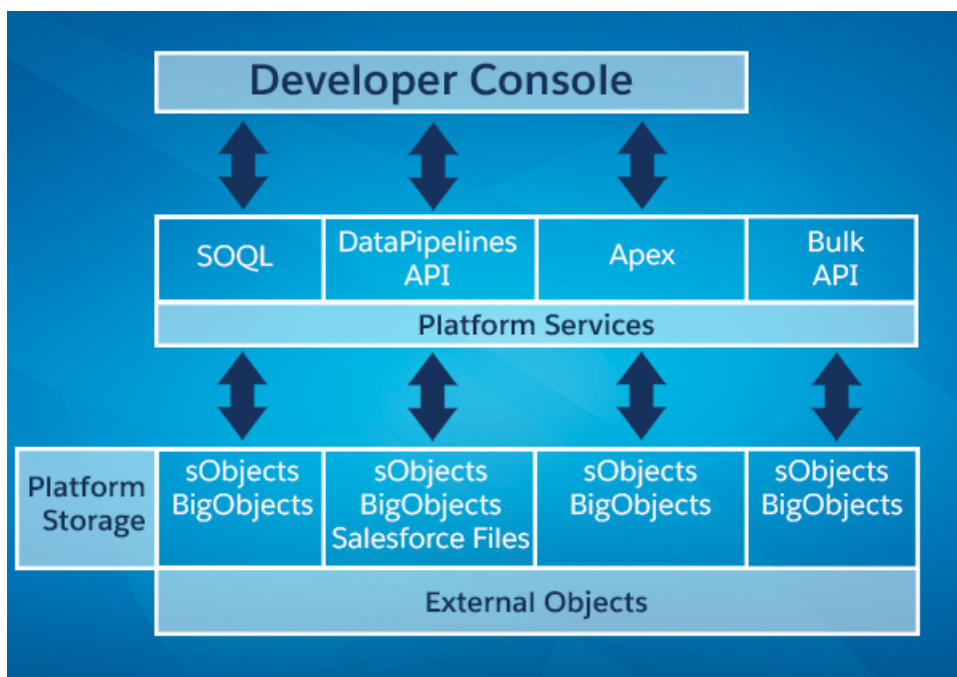 Developer Console
SOQL
DataPipelines
API
Apex
Bulk
API
Platform Services
Platform
Storage
sObjects
BigObjects
sObjects
BigObjects
Salesforce Files
sObjects
BigObjects
sObjects
BigObjects
External Objects